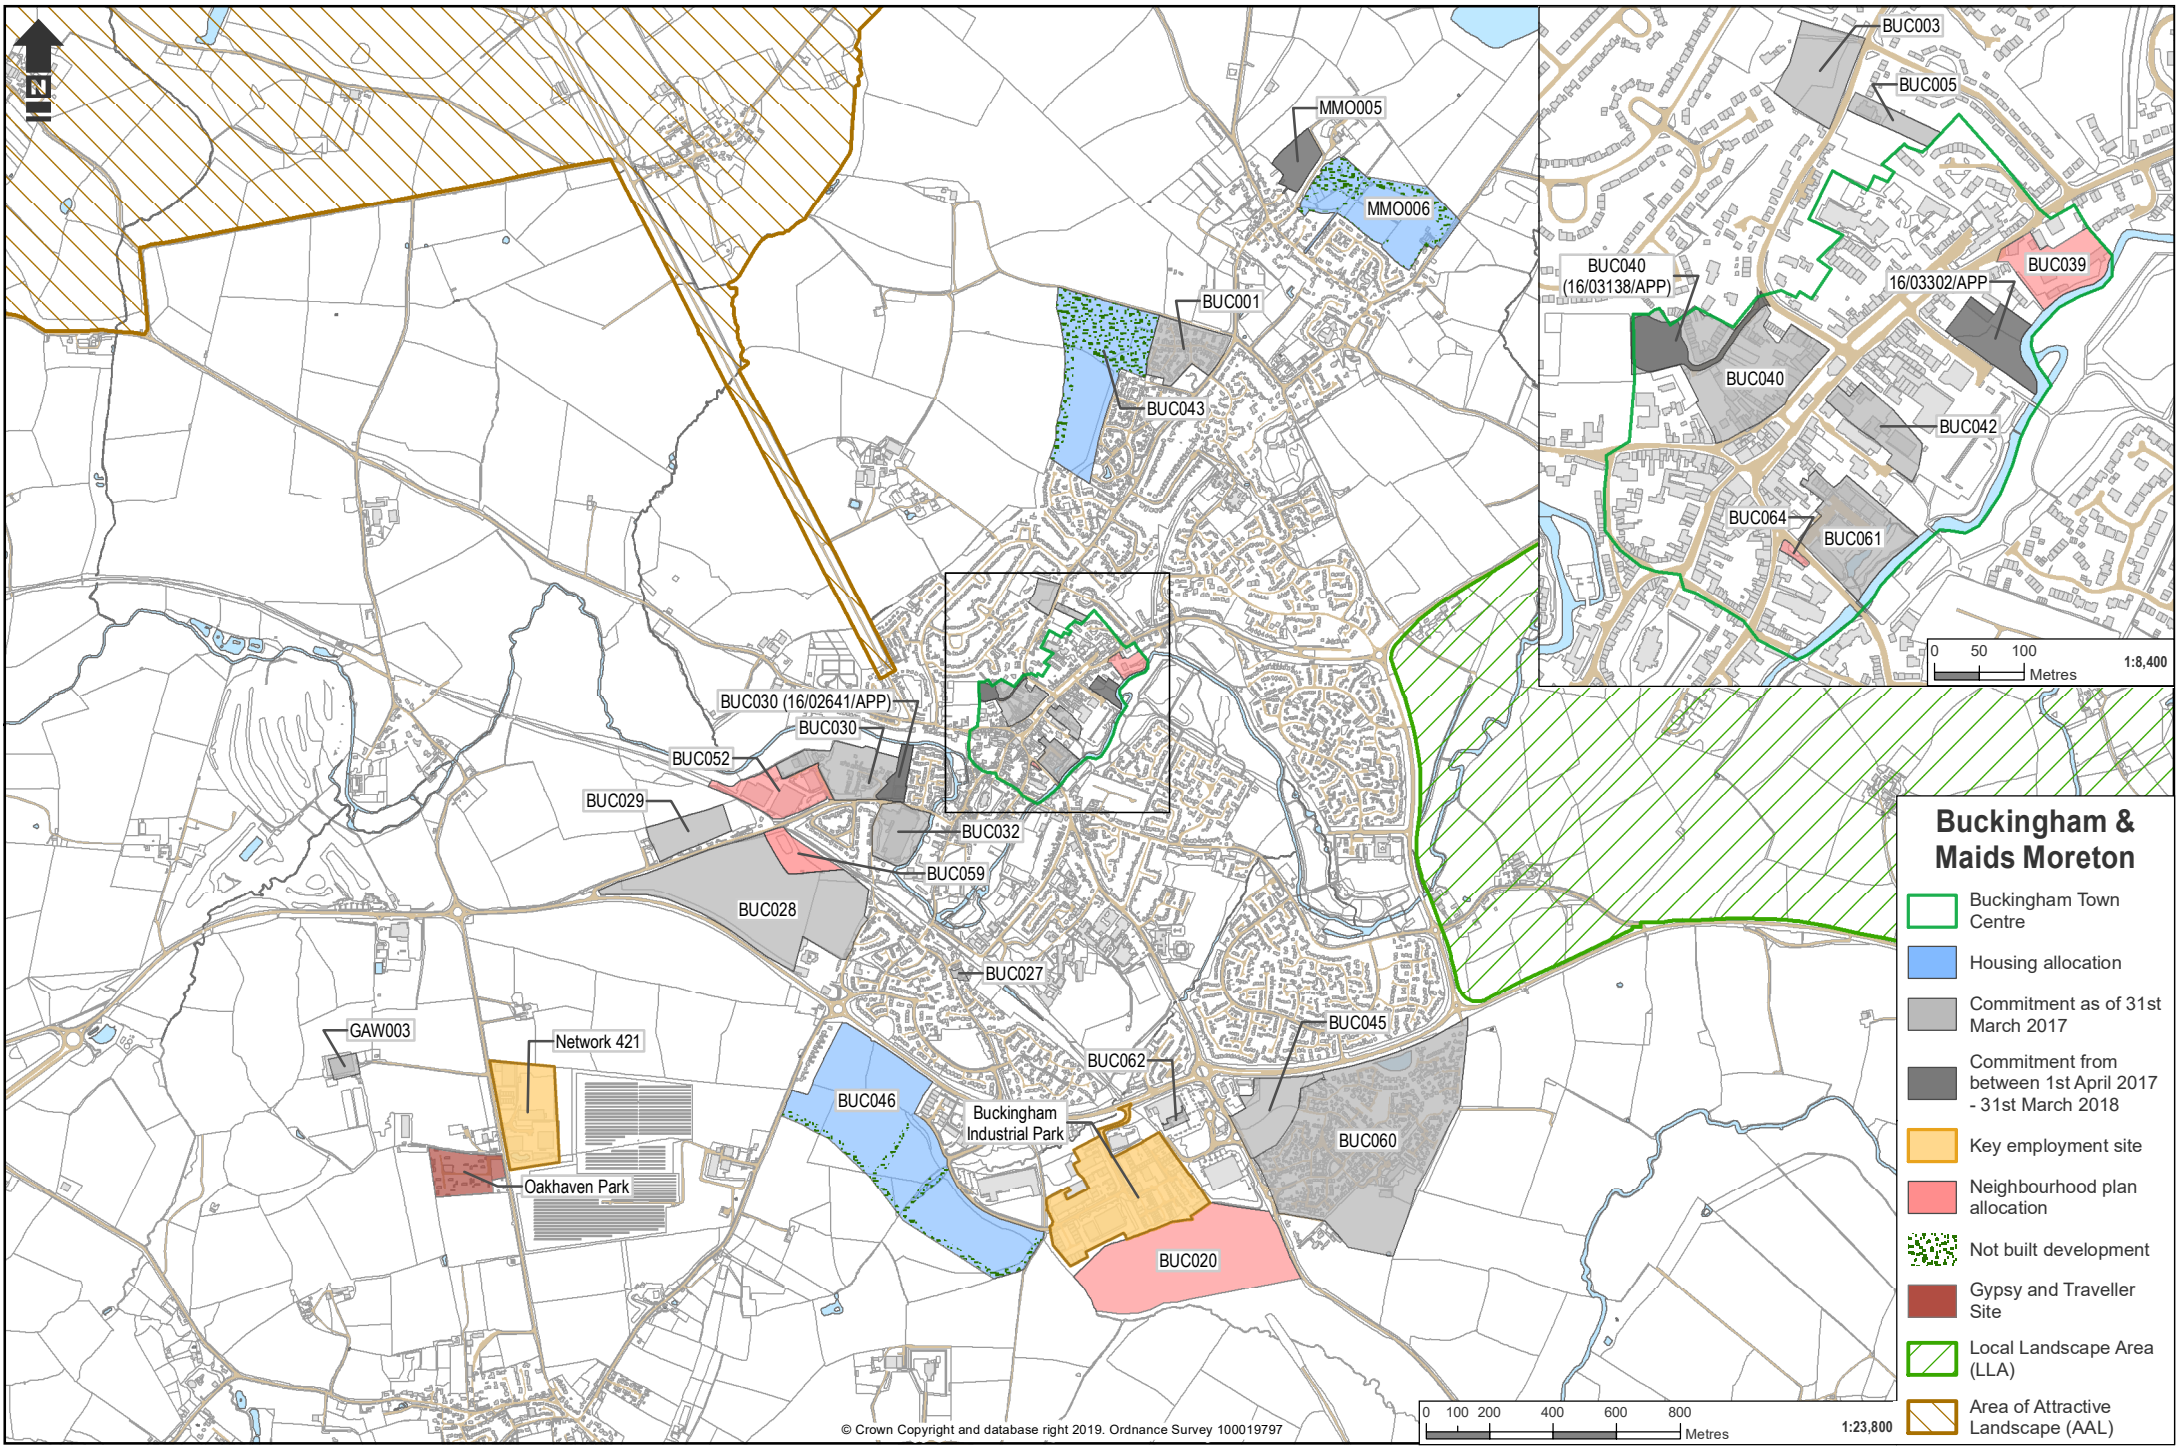 BUC003
BUC005
BUC040
(16/03138/APP)
BUC039
16/03302/APP
BUC040
BUC042
BUC064
BUC061
0 50 100
Metres
1:8,400
MMO005
MMO006
BUC001
BUC043
BUC030 (16/02641/APP)
BUC030
BUC052
BUC029
BUC032
BUC059
BUC028
BUC027
GAW003
Network 421
BUC045
BUC062
BUC046
Buckingham
Industrial Park
BUC060
Oakhaven Park
BUC020
Buckingham &
Maids Moreton
Buckingham Town
Centre
Housing allocation
Commitment as of 31st
March 2017
Commitment from
between 1st April 2017
- 31st March 2018
Key employment site
Neighbourhood plan
allocation
Not built development
Gypsy and Traveller
Site
Local Landscape Area
(LLA)
Area of Attractive
Landscape (AAL)
© Crown Copyright and database right 2019. Ordnance Survey 100019797
0 100 200 400 600 800
Metres
1:23,800